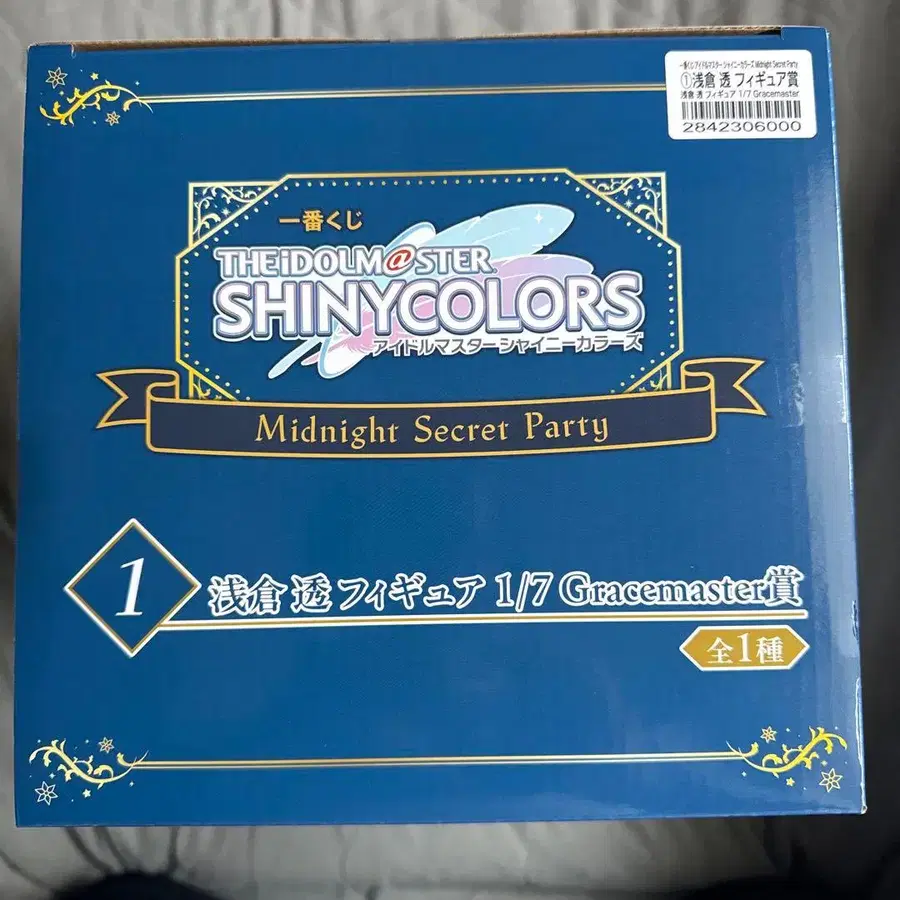 一番くじアイドルマスター シャイニーカラーズ Midnight Secret Party
①浅倉 透 フィギュア賞
浅倉 透 フィギュア 1/7 Gracemaster
2842306000
一番くじ
THE iDOLM@STER
SHINYCOLORS
アイドルマスター シャイニーカラーズ
Midnight Secret Party
1 浅倉 透 フィギュア 1/7 Gracemaster賞
全1種